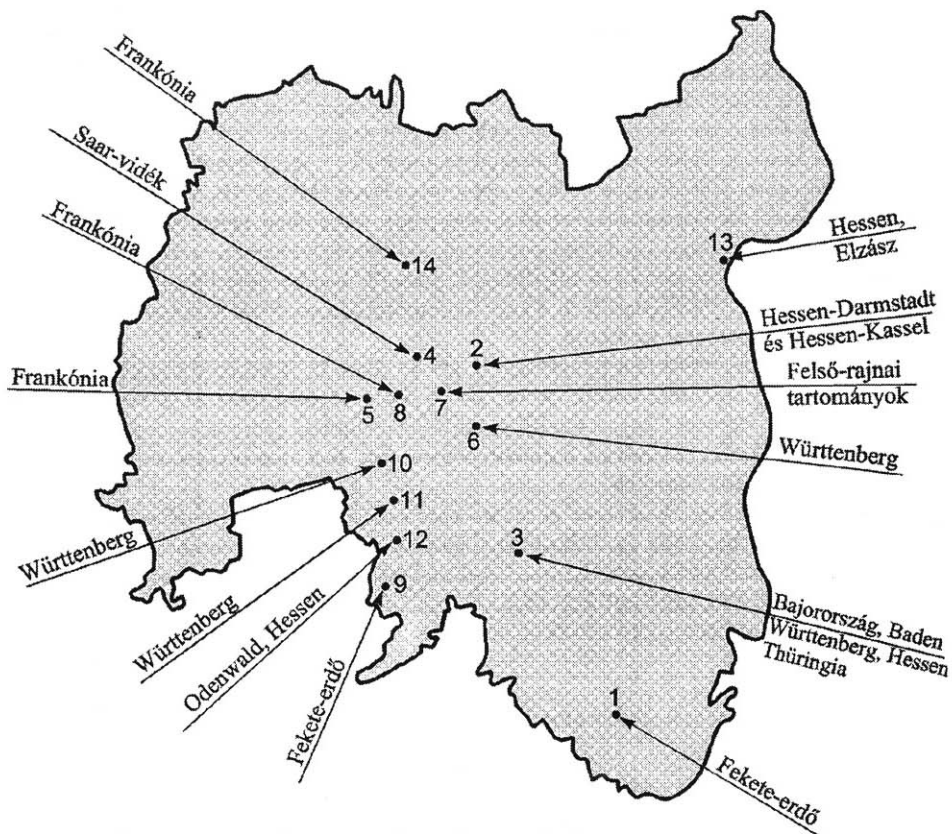 Frankónia
Saar-vidék
Frankónia
14
13
Hessen,
Elzász
4
2
Hessen-Darmstadt
és Hessen-Kassel
Frankónia
5
8
7
Felső-rajnai
tartományok
6
Württenberg
10
11
12
3
Württenberg
9
Württenberg
Odenwald, Hessen
Fekete-erdő
Bajorország, Baden
Württenberg, Hessen
Thüringia
1
Fekete-erdő